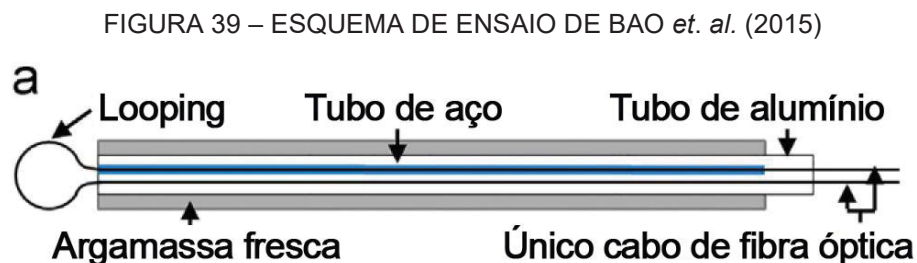 FIGURA 39 – ESQUEMA DE ENSAIO DE BAO et. al. (2015)
a
Looping
Tubo de aço
Tubo de alumínio
Argamassa fresca
Único cabo de fibra óptica